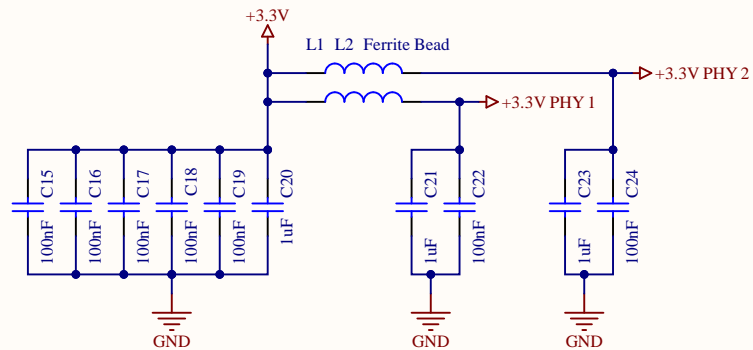 +3.3V
L1 L2 Ferrite Bead
+3.3V PHY 2
+3.3V PHY 1
C15
100nF
C16
100nF
C17
100nF
C18
100nF
C19
100nF
C20
1uF
C21
1uF
C22
100nF
C23
1uF
C24
100nF
GND
GND
GND